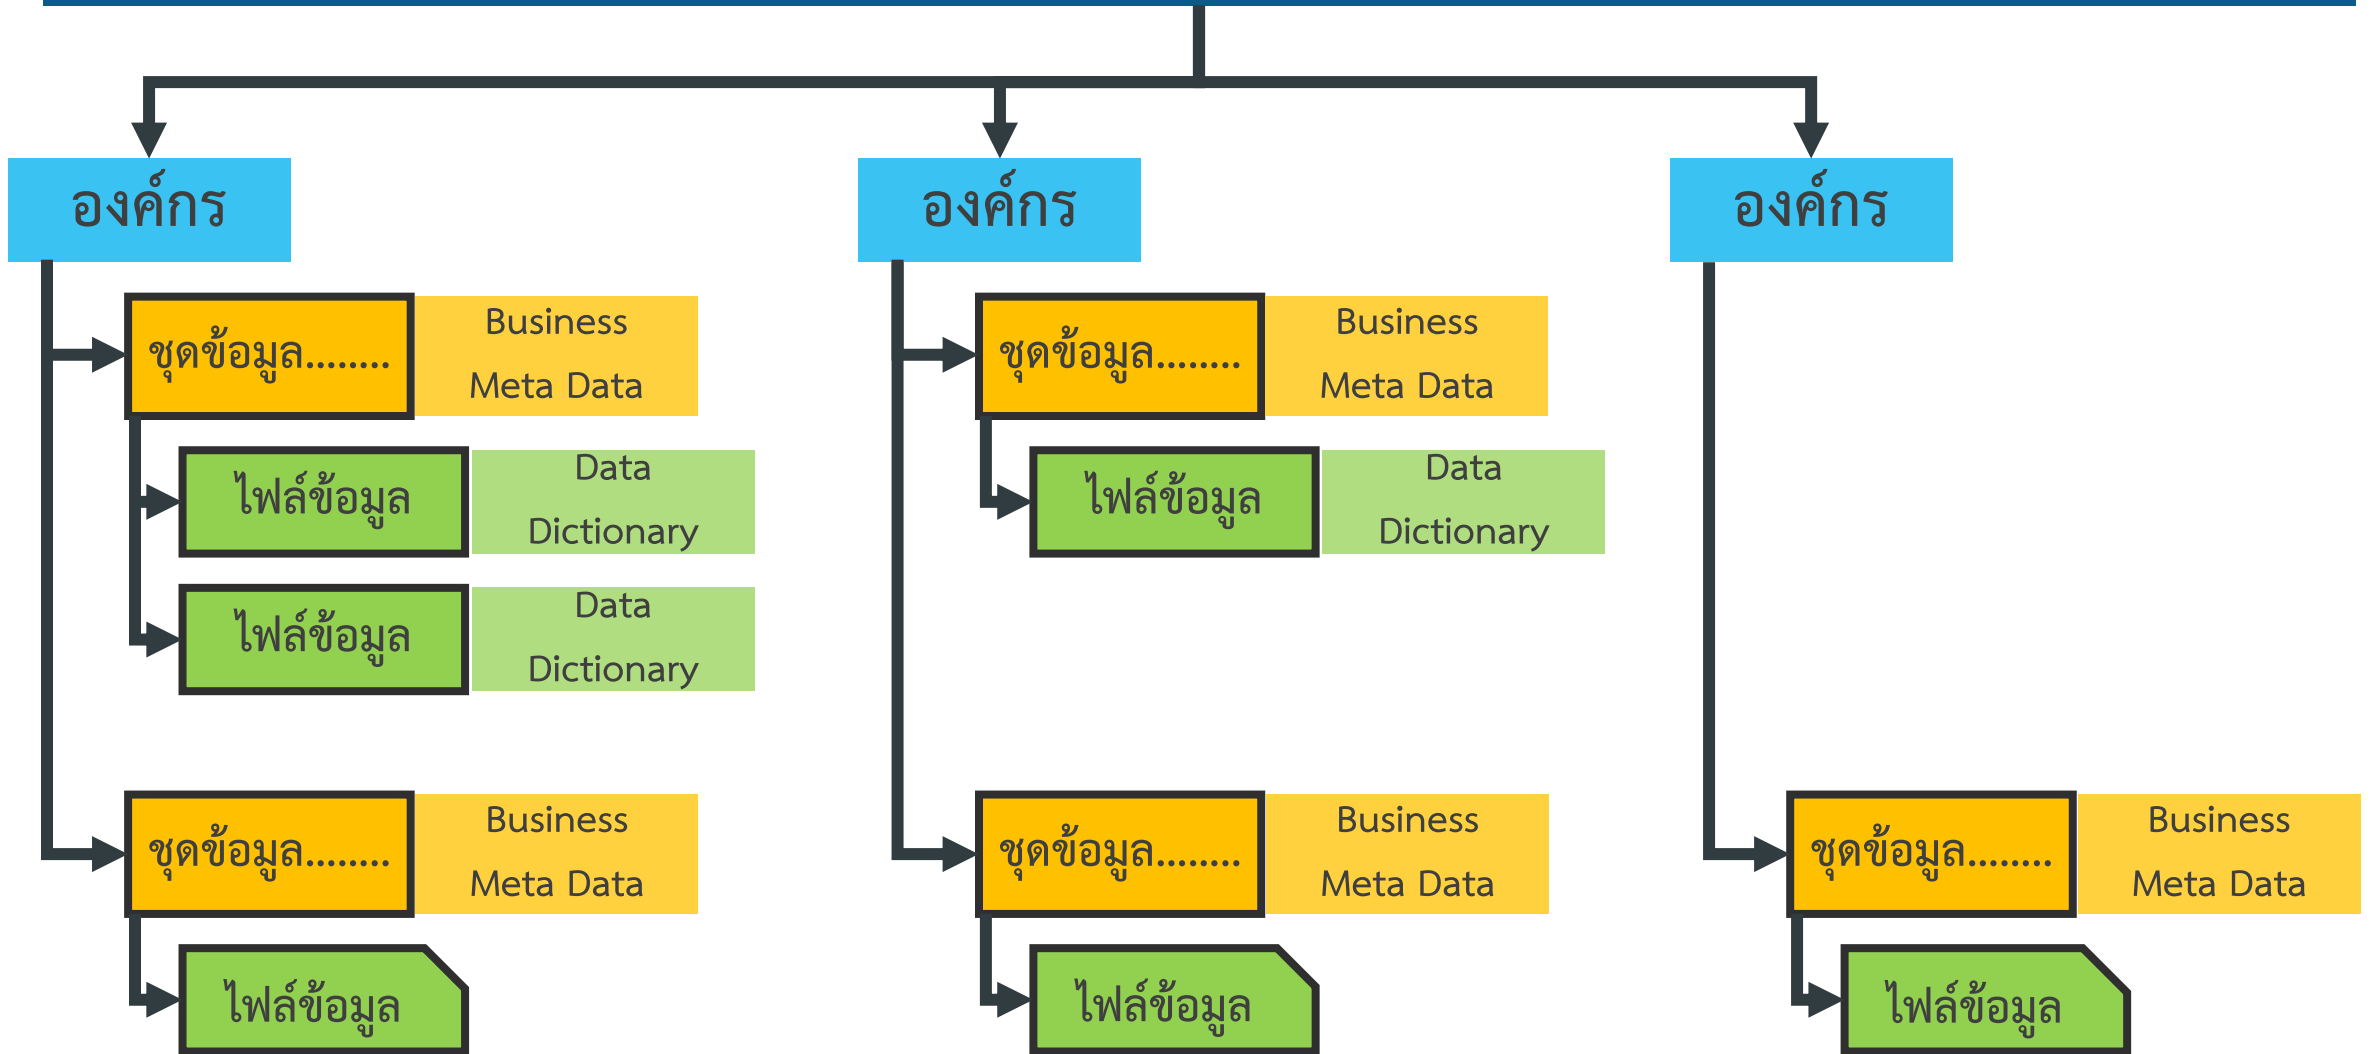 องค์กร
องค์กร
องค์กร
ชุดข้อมูล........
Business
Meta Data
ชุดข้อมูล........
Business
Meta Data
ไฟล์ข้อมูล
Data
Dictionary
ไฟล์ข้อมูล
Data
Dictionary
ไฟล์ข้อมูล
Data
Dictionary
ชุดข้อมูล........
Business
Meta Data
ชุดข้อมูล........
Business
Meta Data
ชุดข้อมูล........
Business
Meta Data
ไฟล์ข้อมูล
ไฟล์ข้อมูล
ไฟล์ข้อมูล